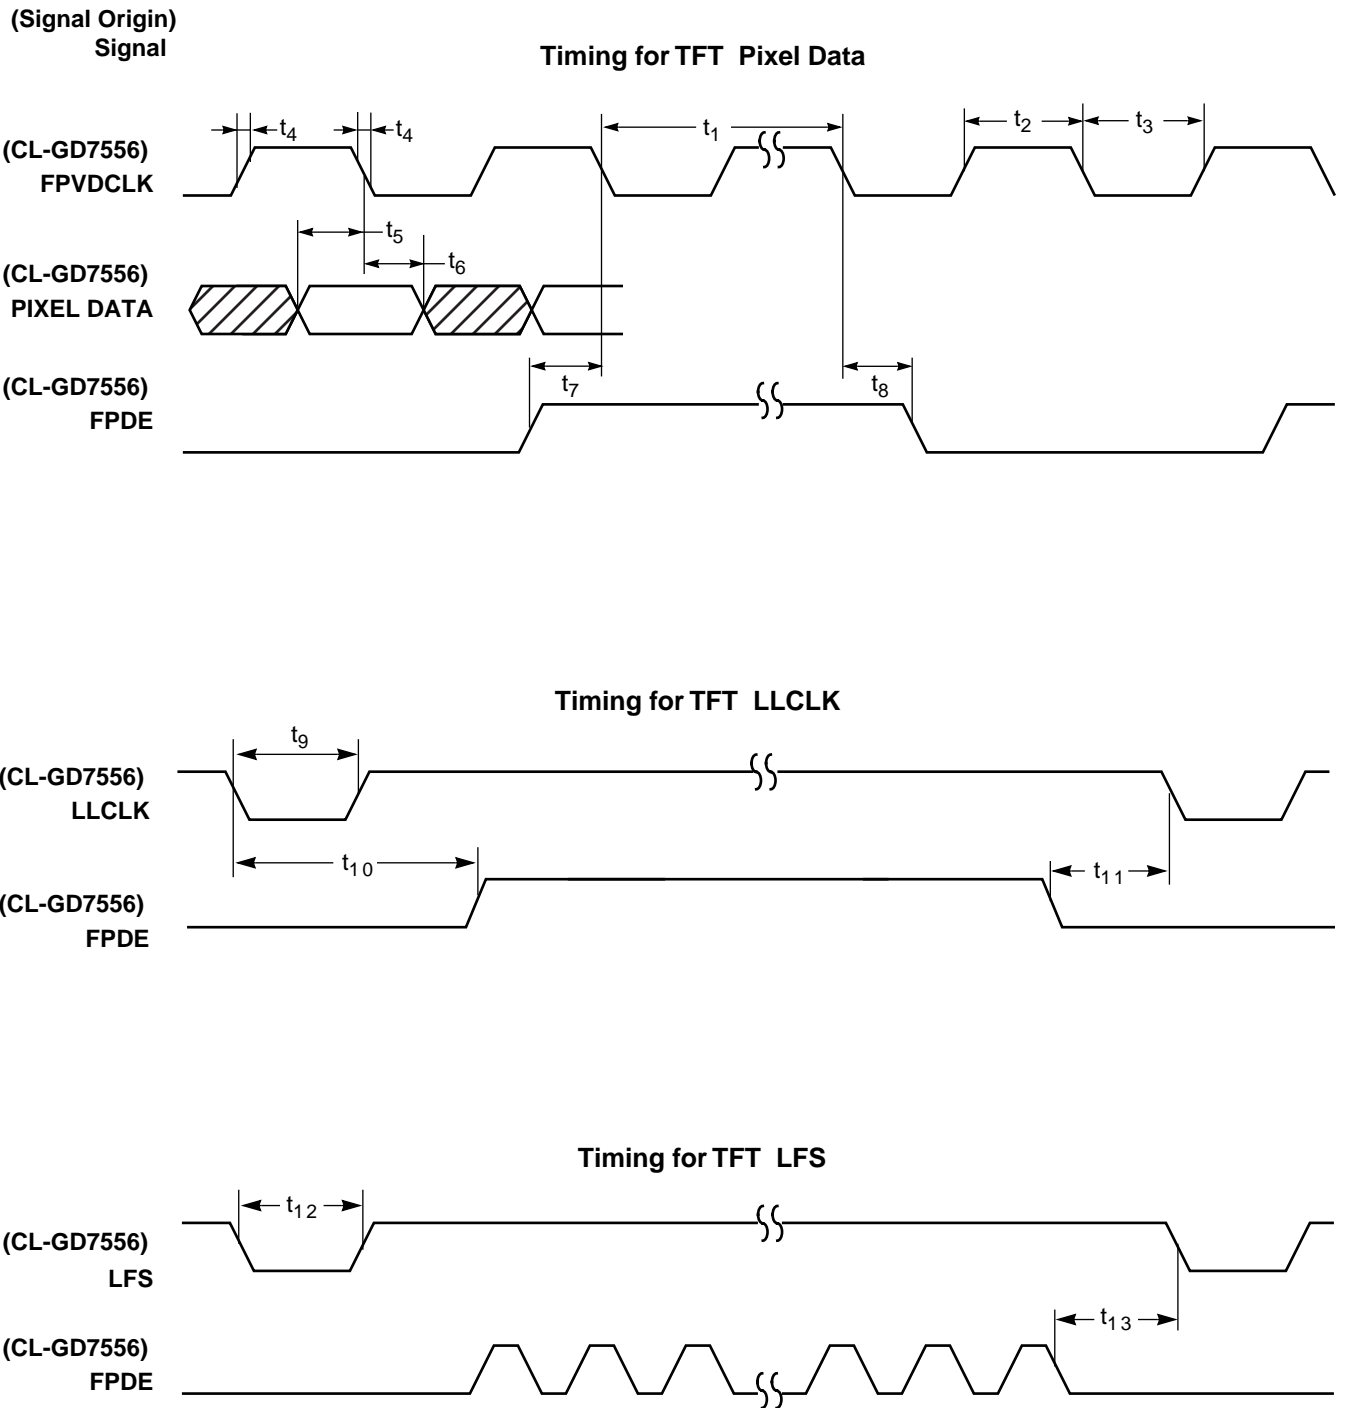 (Signal Origin)
Signal
Timing for TFT Pixel Data
t4
t4
t1
t2
t3
(CL-GD7556)
FPVDCLK
t5
t6
(CL-GD7556)
PIXEL DATA
t7
t8
(CL-GD7556)
FPDE
Timing for TFT LLCLK
t9
(CL-GD7556)
LLCLK
t10
t11
(CL-GD7556)
FPDE
Timing for TFT LFS
t12
(CL-GD7556)
LFS
t13
(CL-GD7556)
FPDE